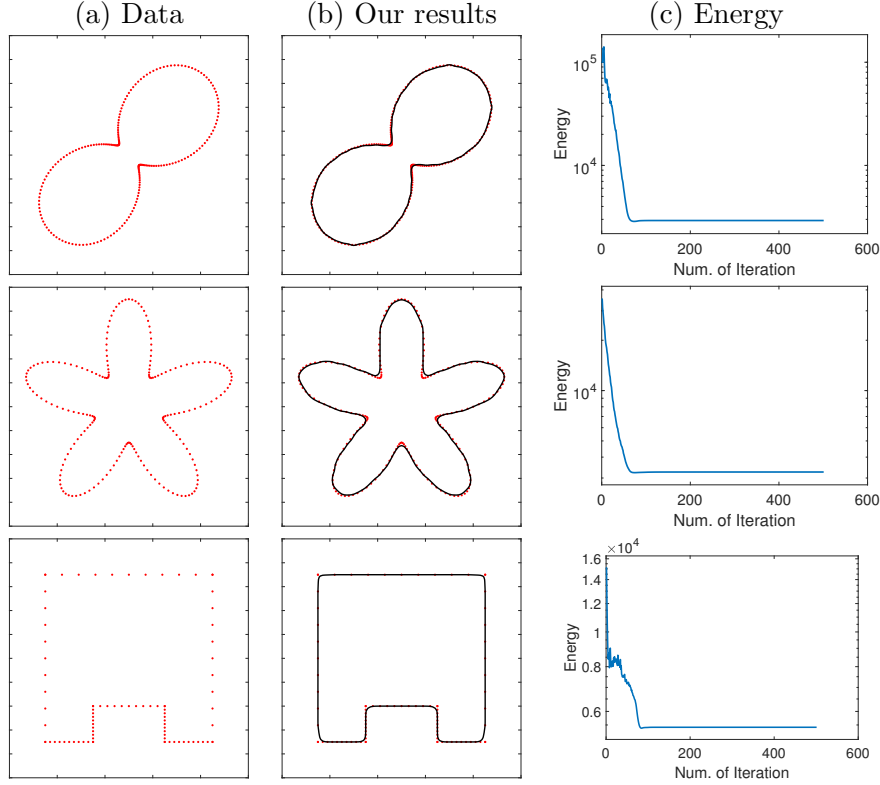 (a) Data (b) Our results (c) Energy
10^5
10^4
Energy
0 200 400 600
Num. of Iteration
10^4
Energy
0 200 400 600
Num. of Iteration
×10^4
1.6
1.4
1.2
1
0.8
0.6
Energy
0 200 400 600
Num. of Iteration